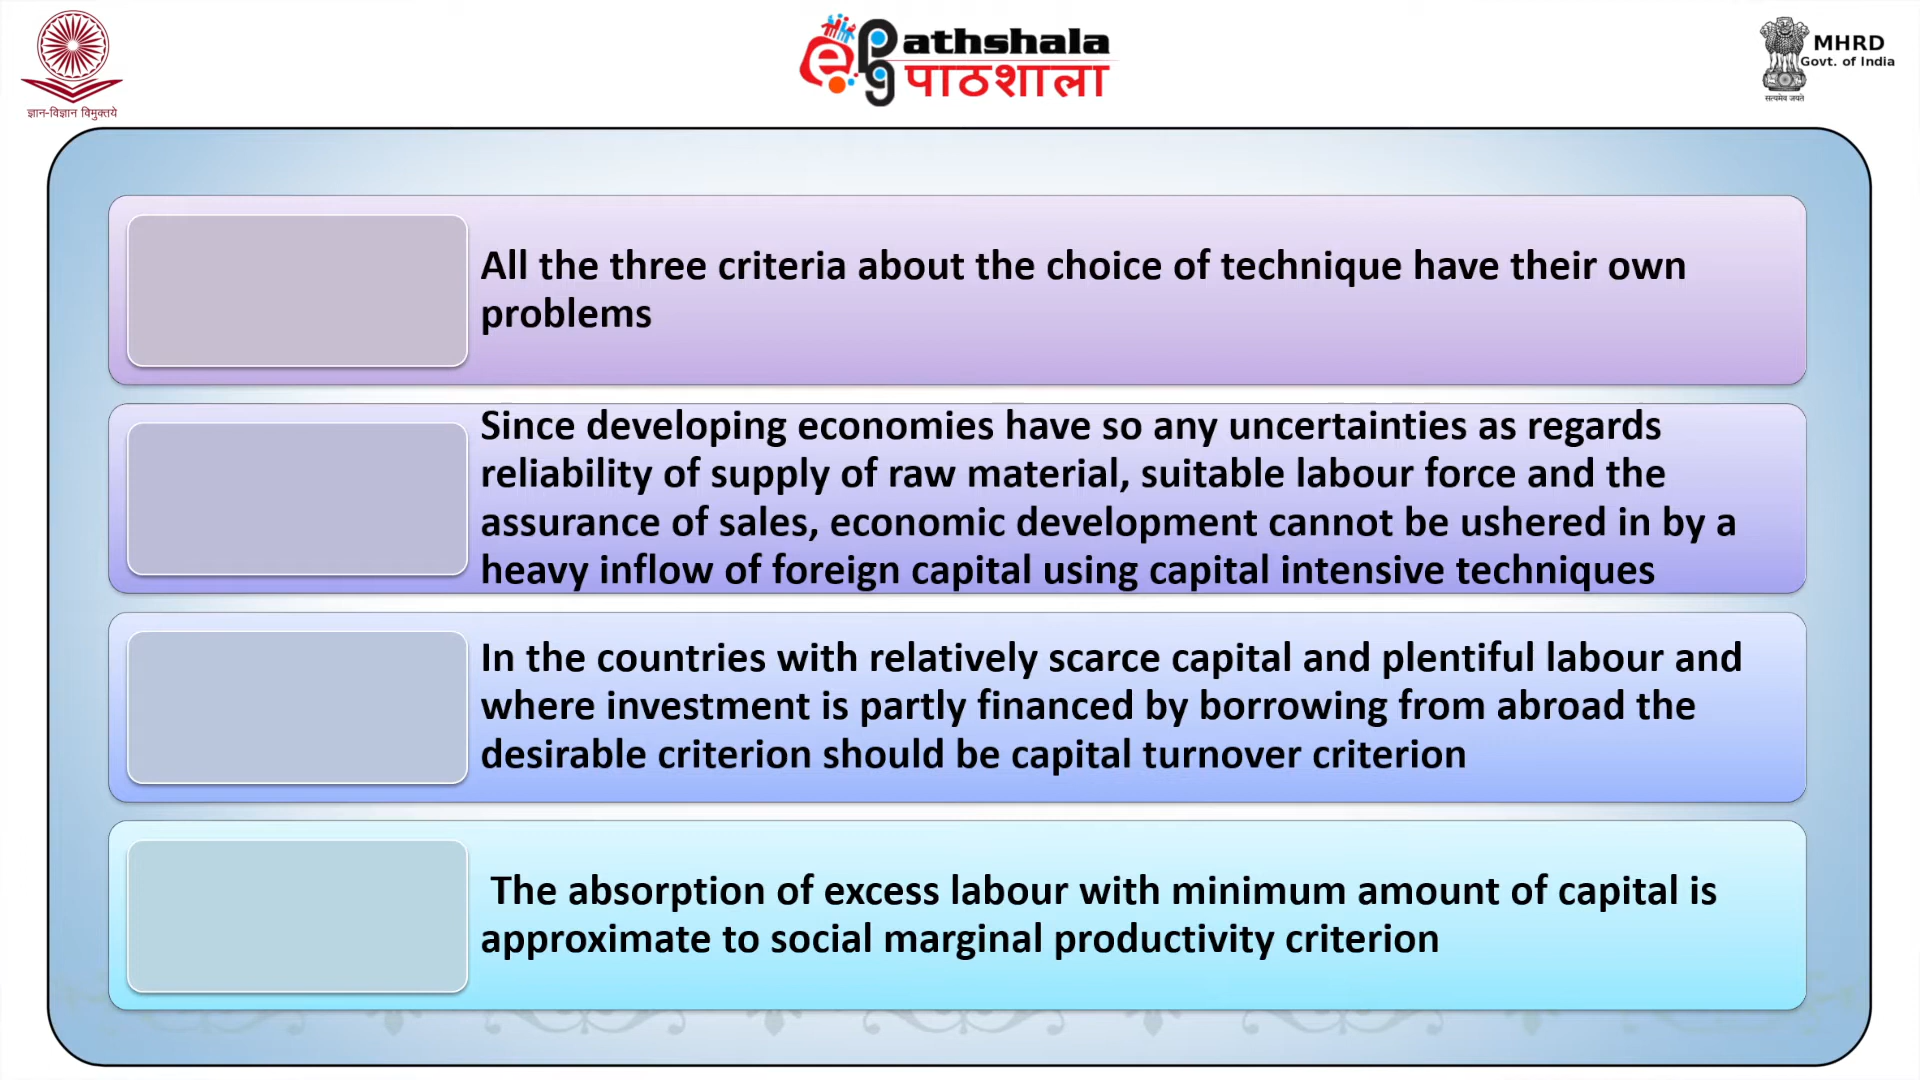 ज्ञान-विज्ञान विमुक्तये
e pg athshala
पाठशाला
MHRD
Govt. of India
सत्यमेव जयते
All the three criteria about the choice of technique have their own
problems
Since developing economies have so any uncertainties as regards
reliability of supply of raw material, suitable labour force and the
assurance of sales, economic development cannot be ushered in by a
heavy inflow of foreign capital using capital intensive techniques
In the countries with relatively scarce capital and plentiful labour and
where investment is partly financed by borrowing from abroad the
desirable criterion should be capital turnover criterion
The absorption of excess labour with minimum amount of capital is
approximate to social marginal productivity criterion